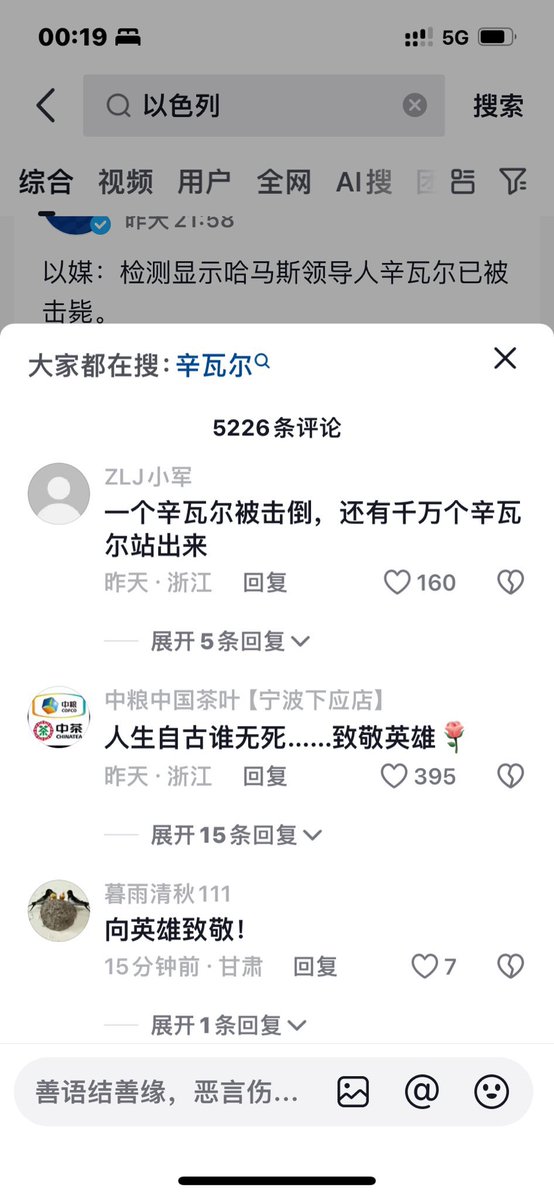 00:19
5G
以色列
搜索
综合 视频 用户 全网 AI搜 团
昨天 21:58
以媒：检测显示哈马斯领导人辛瓦尔已被
击毙。
大家都在搜：辛瓦尔
5226条评论
ZLJ小军
一个辛瓦尔被击倒，还有千万个辛瓦
尔站出来
昨天·浙江 回复 160
展开5条回复
中粮
COFCO
中茶
CHINATEA
中粮中国茶叶【宁波下应店】
人生自古谁无死......致敬英雄🌹
昨天·浙江 回复 395
展开15条回复
暮雨清秋111
向英雄致敬！
15分钟前·甘肃 回复 7
展开1条回复
善语结善缘，恶言伤...